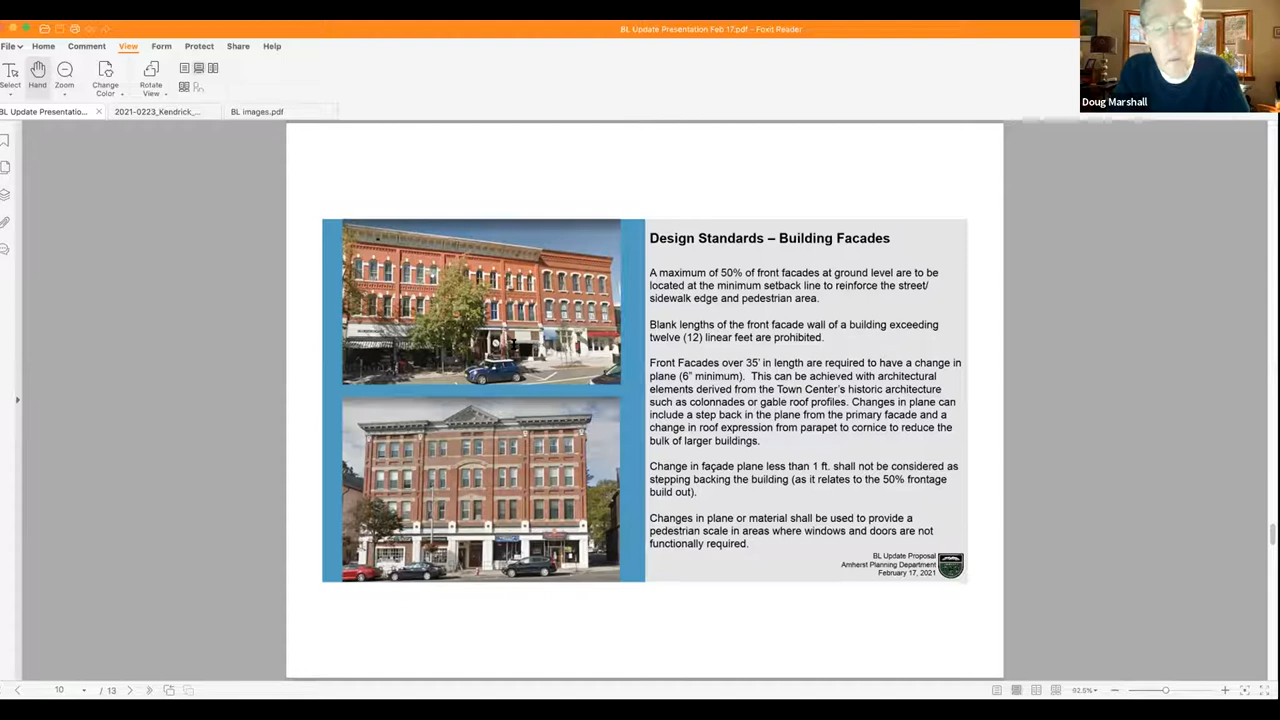 BL Update Presentation Feb 17.pdf - Foxit Reader
File Home Comment View Form Protect Share Help
Select Hand Zoom Change Color Rotate View
BL Update Presentatio... 2021-0223_Kendrick_... BL images.pdf
Doug Marshall
Design Standards – Building Facades
A maximum of 50% of front facades at ground level are to be
located at the minimum setback line to reinforce the street/
sidewalk edge and pedestrian area.
Blank lengths of the front facade wall of a building exceeding
twelve (12) linear feet are prohibited.
Front Facades over 35' in length are required to have a change in
plane (6" minimum). This can be achieved with architectural
elements derived from the Town Center's historic architecture
such as colonnades or gable roof profiles. Changes in plane can
include a step back in the plane from the primary facade and a
change in roof expression from parapet to cornice to reduce the
bulk of larger buildings.
Change in façade plane less than 1 ft. shall not be considered as
stepping backing the building (as it relates to the 50% frontage
build out).
Changes in plane or material shall be used to provide a
pedestrian scale in areas where windows and doors are not
functionally required.
BL Update Proposal
Amherst Planning Department
February 17, 2021
10 / 13 92.5%